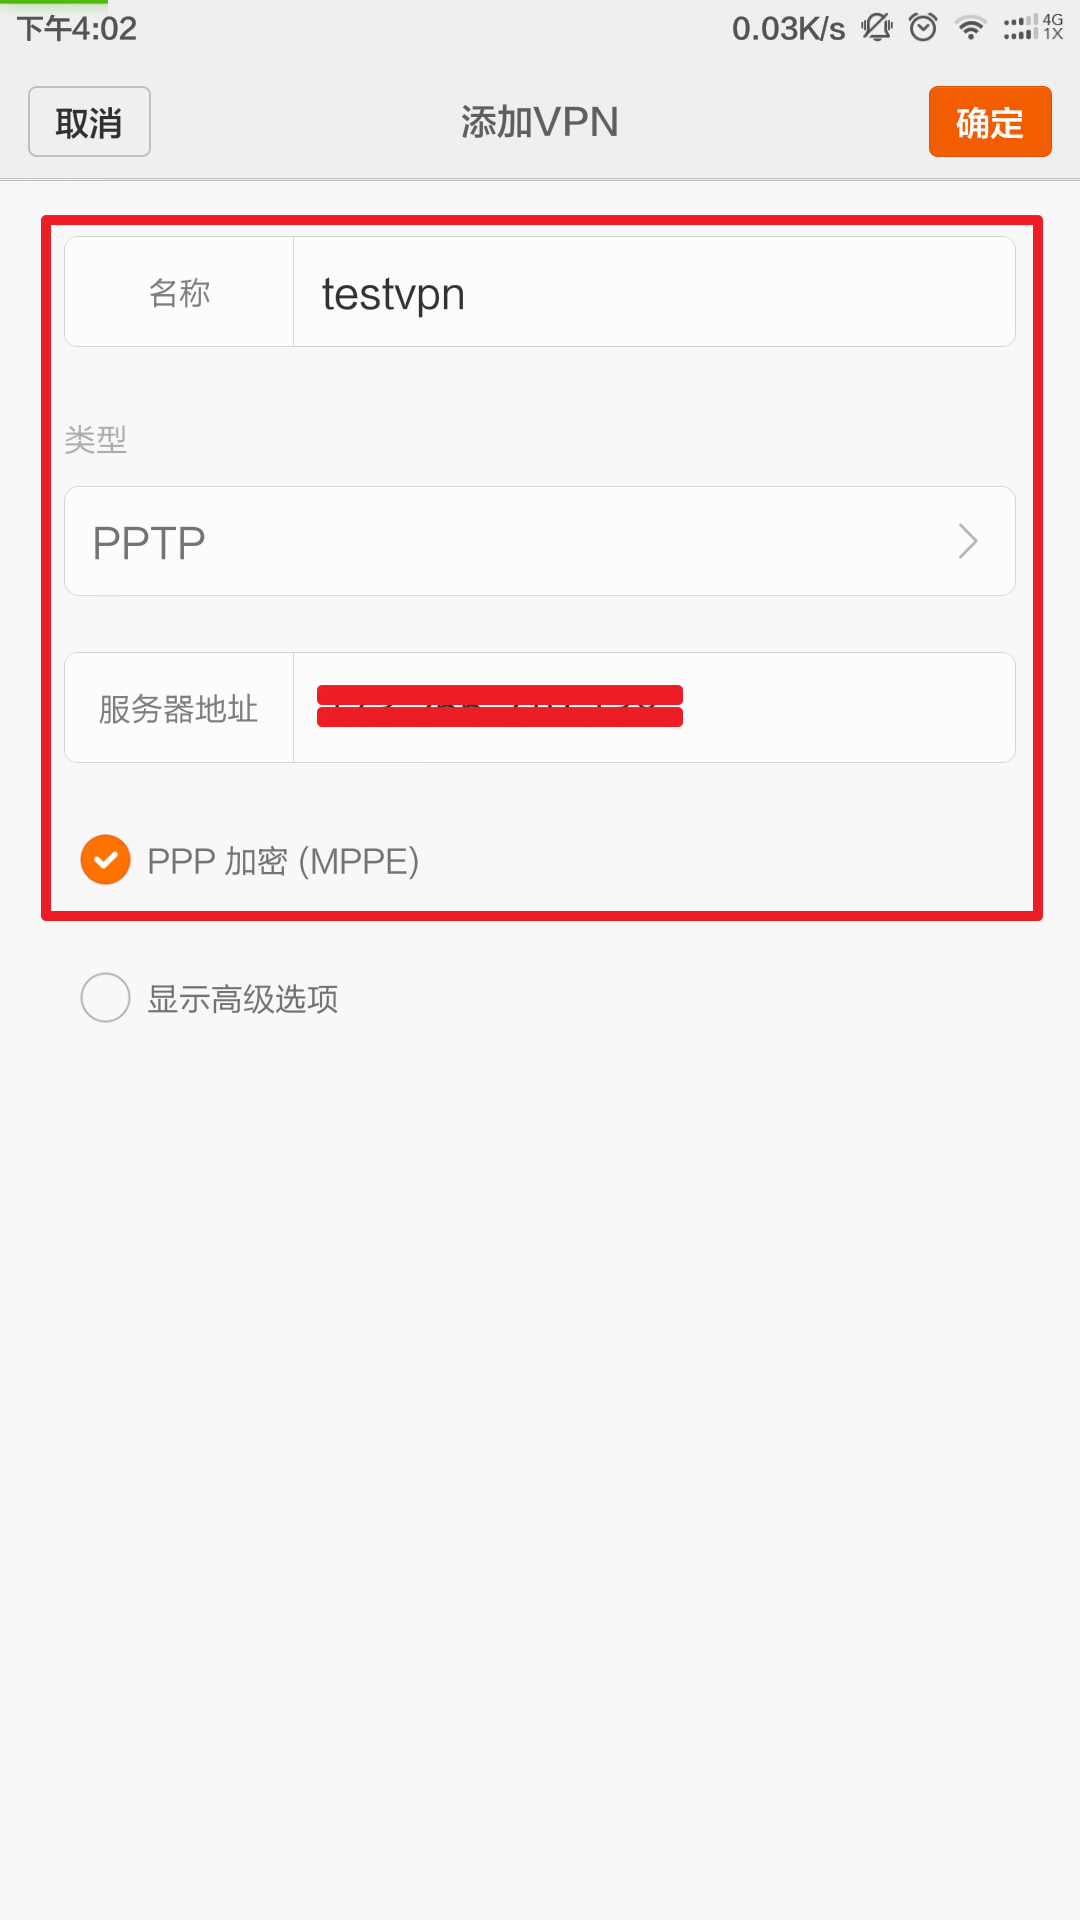 下午4:02 0.03K/s 4G 1X
取消 添加VPN 确定
名称 testvpn
类型
PPTP
服务器地址
PPP 加密 (MPPE)
显示高级选项